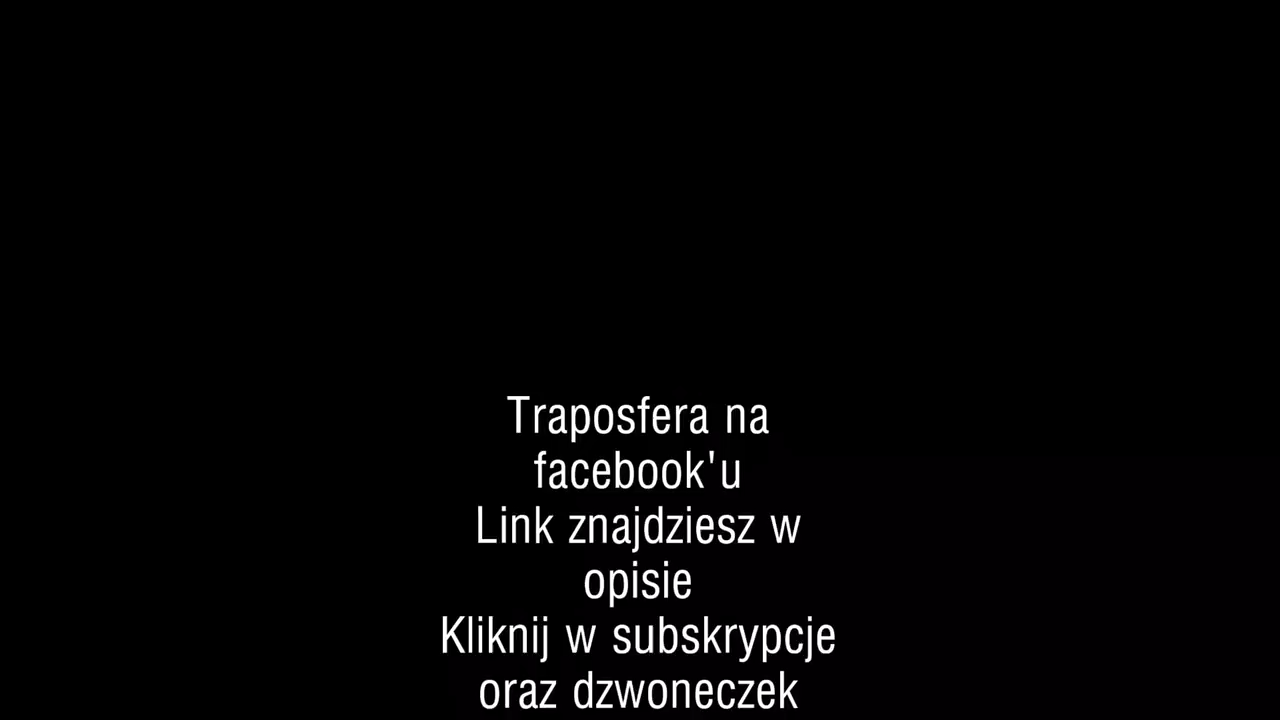 Traposfera na
facebook'u
Link znajdziesz w
opisie
Kliknij w subskrypcje
oraz dzwoneczek